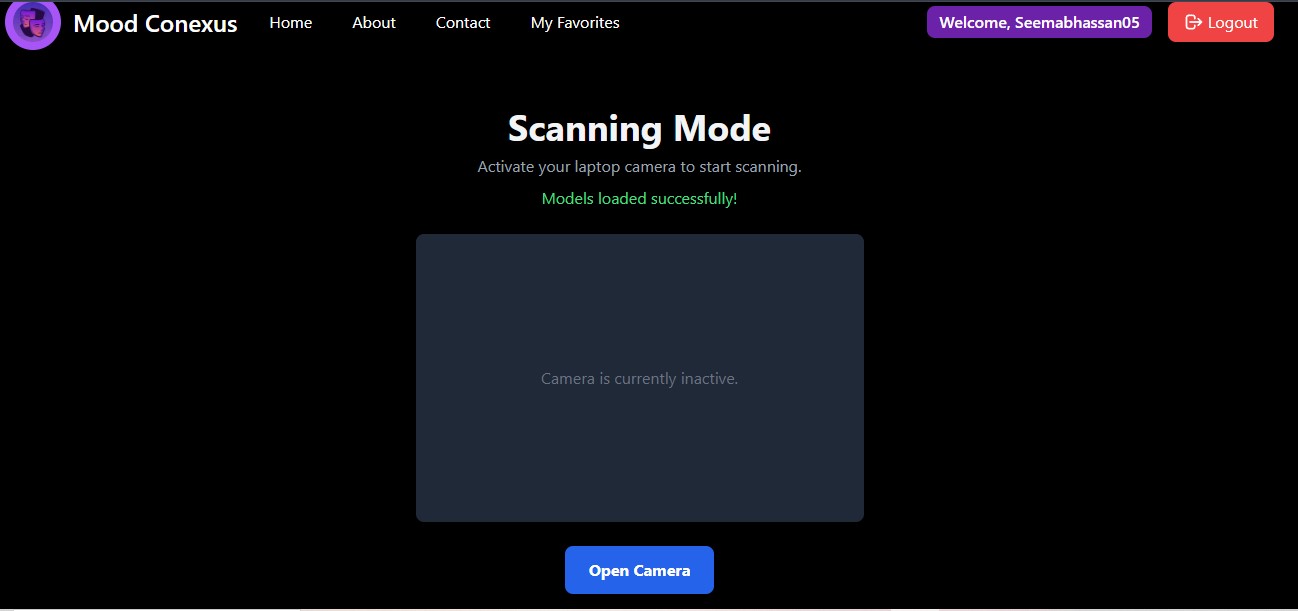 Mood Conexus Home About Contact My Favorites Welcome, Seemabhassan05 Logout
Scanning Mode
Activate your laptop camera to start scanning.
Models loaded successfully!
Camera is currently inactive.
Open Camera